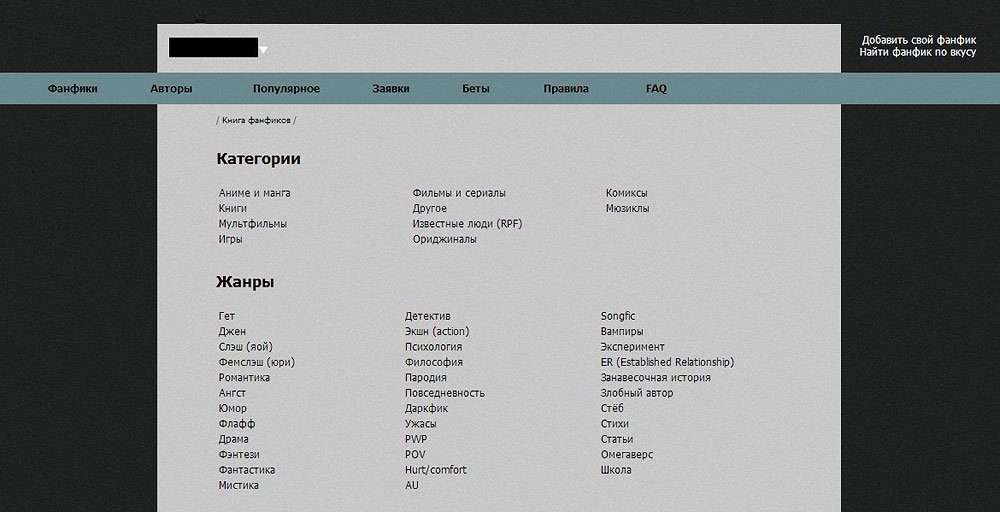 Добавить свой фанфик
Найти фанфик по вкусу
Фанфики Авторы Популярное Заявки Беты Правила FAQ
/ Книга фанфиков /
Категории
Аниме и манга Фильмы и сериалы Комиксы
Книги Другое Мюзиклы
Мультфильмы Известные люди (RPF)
Игры Ориджиналы
Жанры
Гет Детектив Songfic
Джен Экшн (action) Вампиры
Слэш (яой) Психология Эксперимент
Фемслэш (юри) Философия ER (Established Relationship)
Романтика Пародия Занавесочная история
Ангст Повседневность Злобный автор
Юмор Даркфик Стёб
Флафф Ужасы Стихи
Драма PWP Статьи
Фэнтези POV Омегаверс
Фантастика Hurt/comfort Школа
Мистика AU